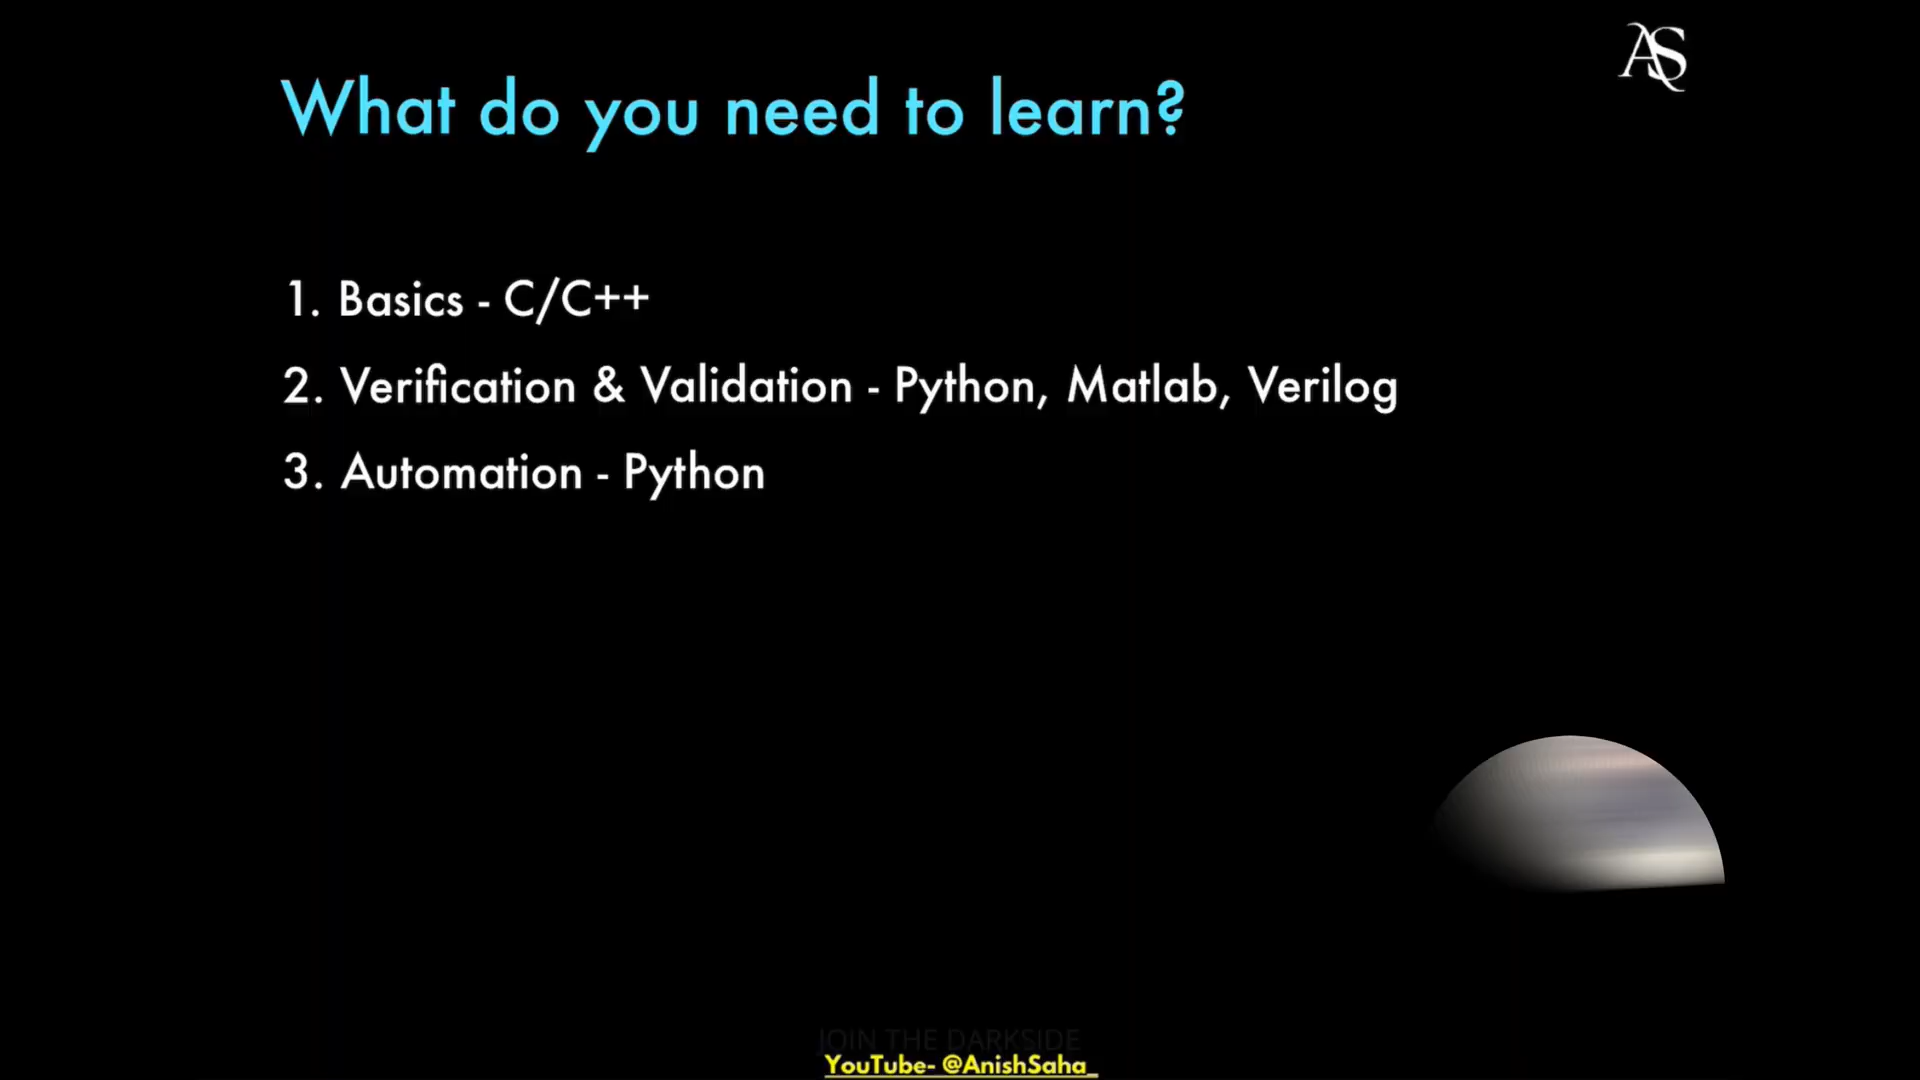 AS
What do you need to learn?
1. Basics - C/C++
2. Verification & Validation - Python, Matlab, Verilog
3. Automation - Python
JOIN THE DARKSIDE
YouTube- @AnishSaha_